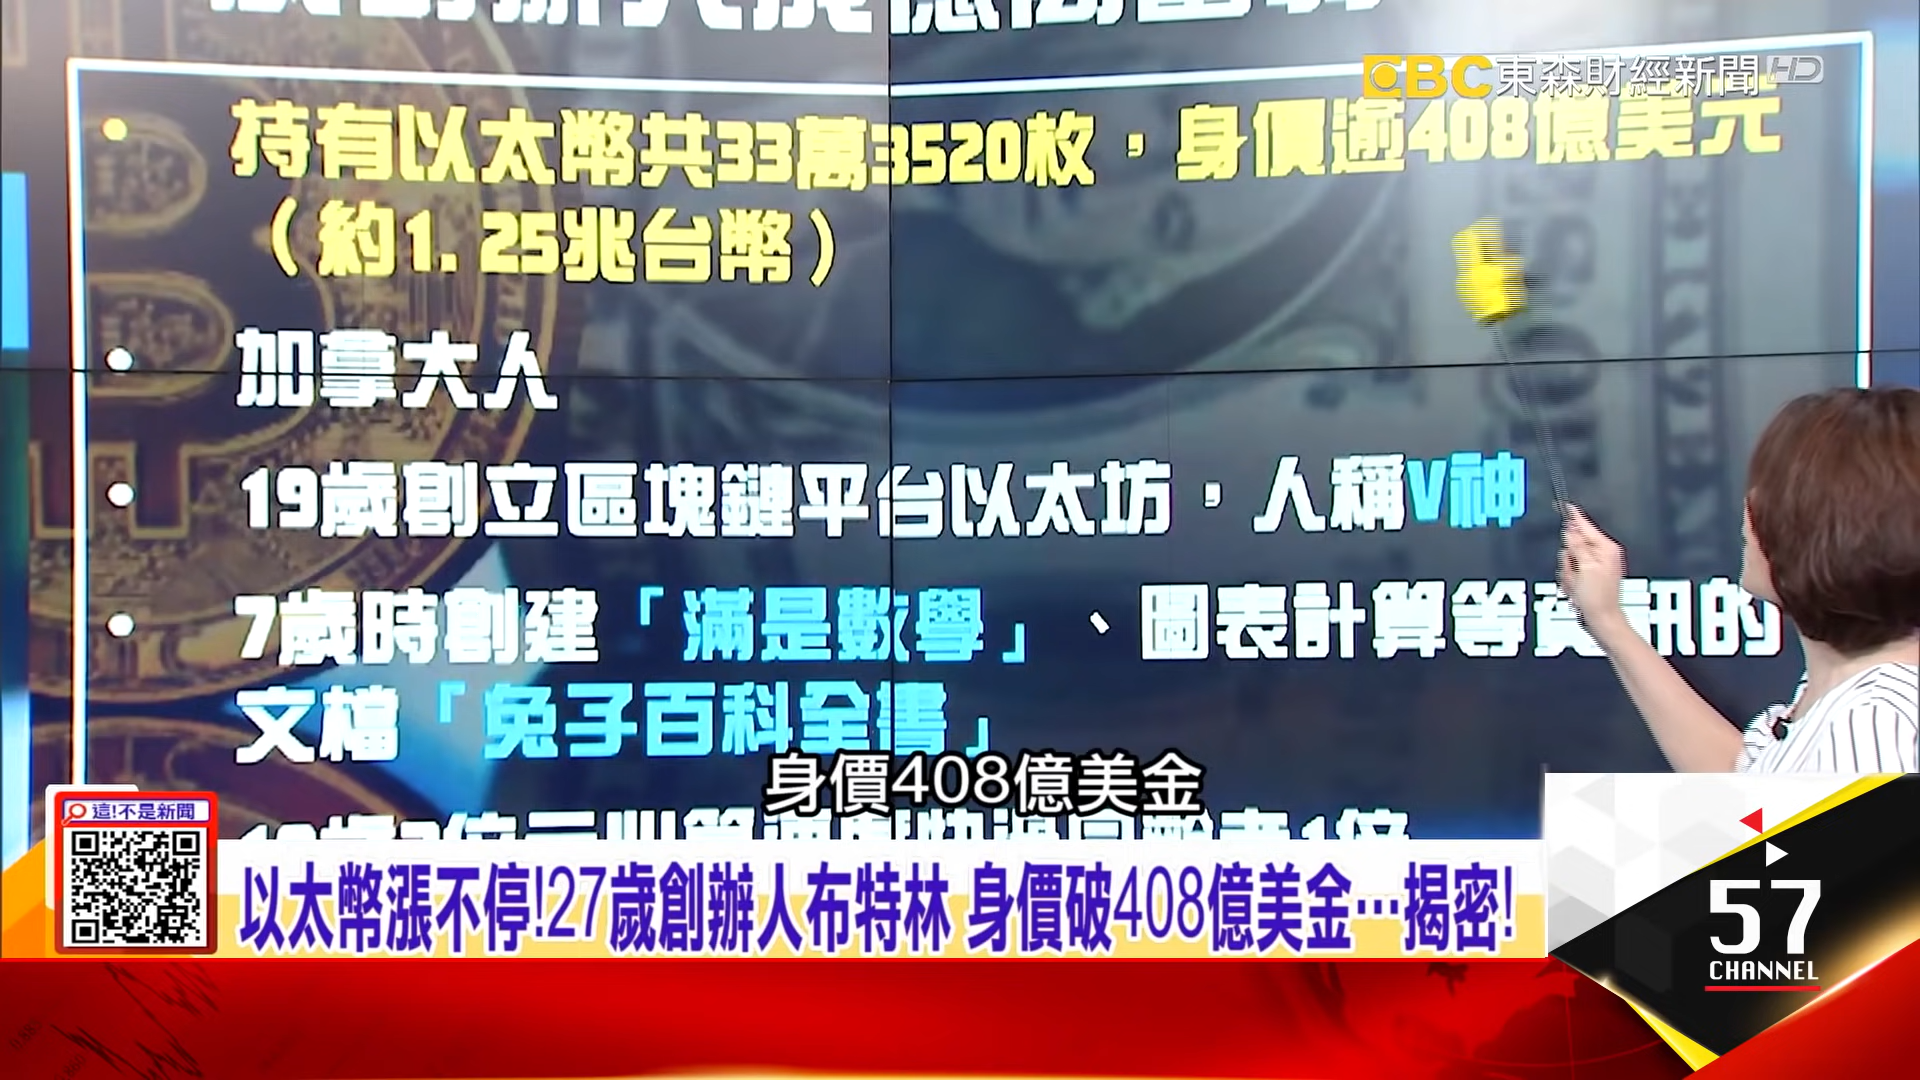 EBC東森財經新聞HD
持有以太幣共33萬3520枚,身價逾408億美元
(約1.25兆台幣)
加拿大人
19歲創立區塊鏈平台以太坊,人稱V神
7歲時創建「滿是數學」、圖表計算等資訊的
文檔「兔子百科全書」
身價408億美金
這!不是新聞
以太幣漲不停!27歲創辦人布特林 身價破408億美金…揭密!
57
CHANNEL